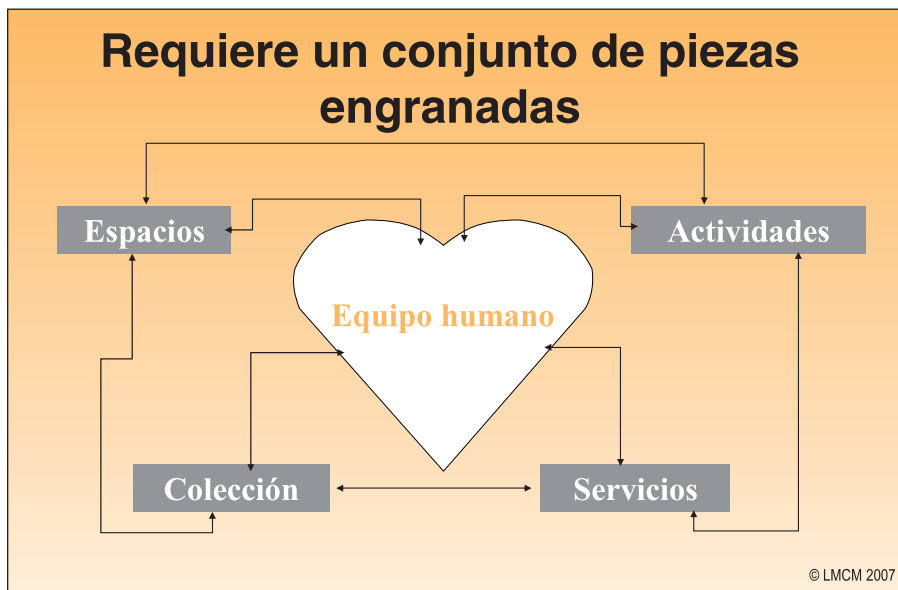 Requiere un conjunto de piezas
engranadas
Espacios
Actividades
Equipo humano
Colección
Servicios
© LMCM 2007